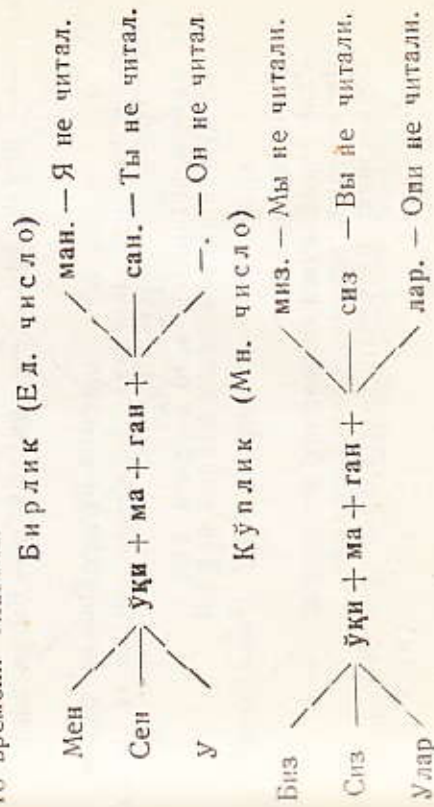 Бирлик (Ед. число)
Мен ман. — Я не читал.
Сен ўқи + ма + ган + сан. — Ты не читал.
У —. — Он не читал
Кўплик (Мн. число)
Биз миз. — Мы не читали.
Сиз ўқи + ма + ган + сиз — Вы не читали.
Улар лар. — Они не читали.